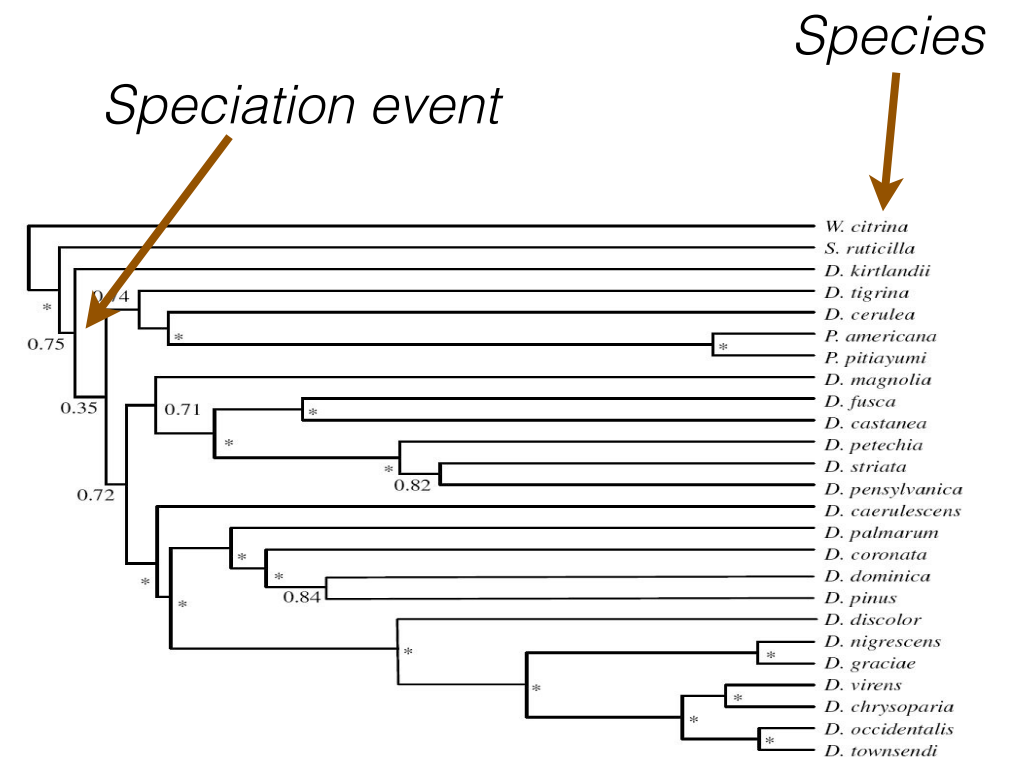 Species
Speciation event
W. citrina
S. ruticilla
D. kirtlandii
D. tigrina
D. cerulea
*
P. americana
*
0.75
*
P. pitiayumi
D. magnolia
D. fusca
0.35
0.71
*
D. castanea
*
D. petechia
*
D. striata
0.82
0.72
D. pensylvanica
D. caerulescens
D. palmarum
*
D. coronata
*
*
D. dominica
0.84
*
D. pinus
D. discolor
*
D. nigrescens
*
D. graciae
*
D. virens
*
D. chrysoparia
*
D. occidentalis
*
D. townsendi